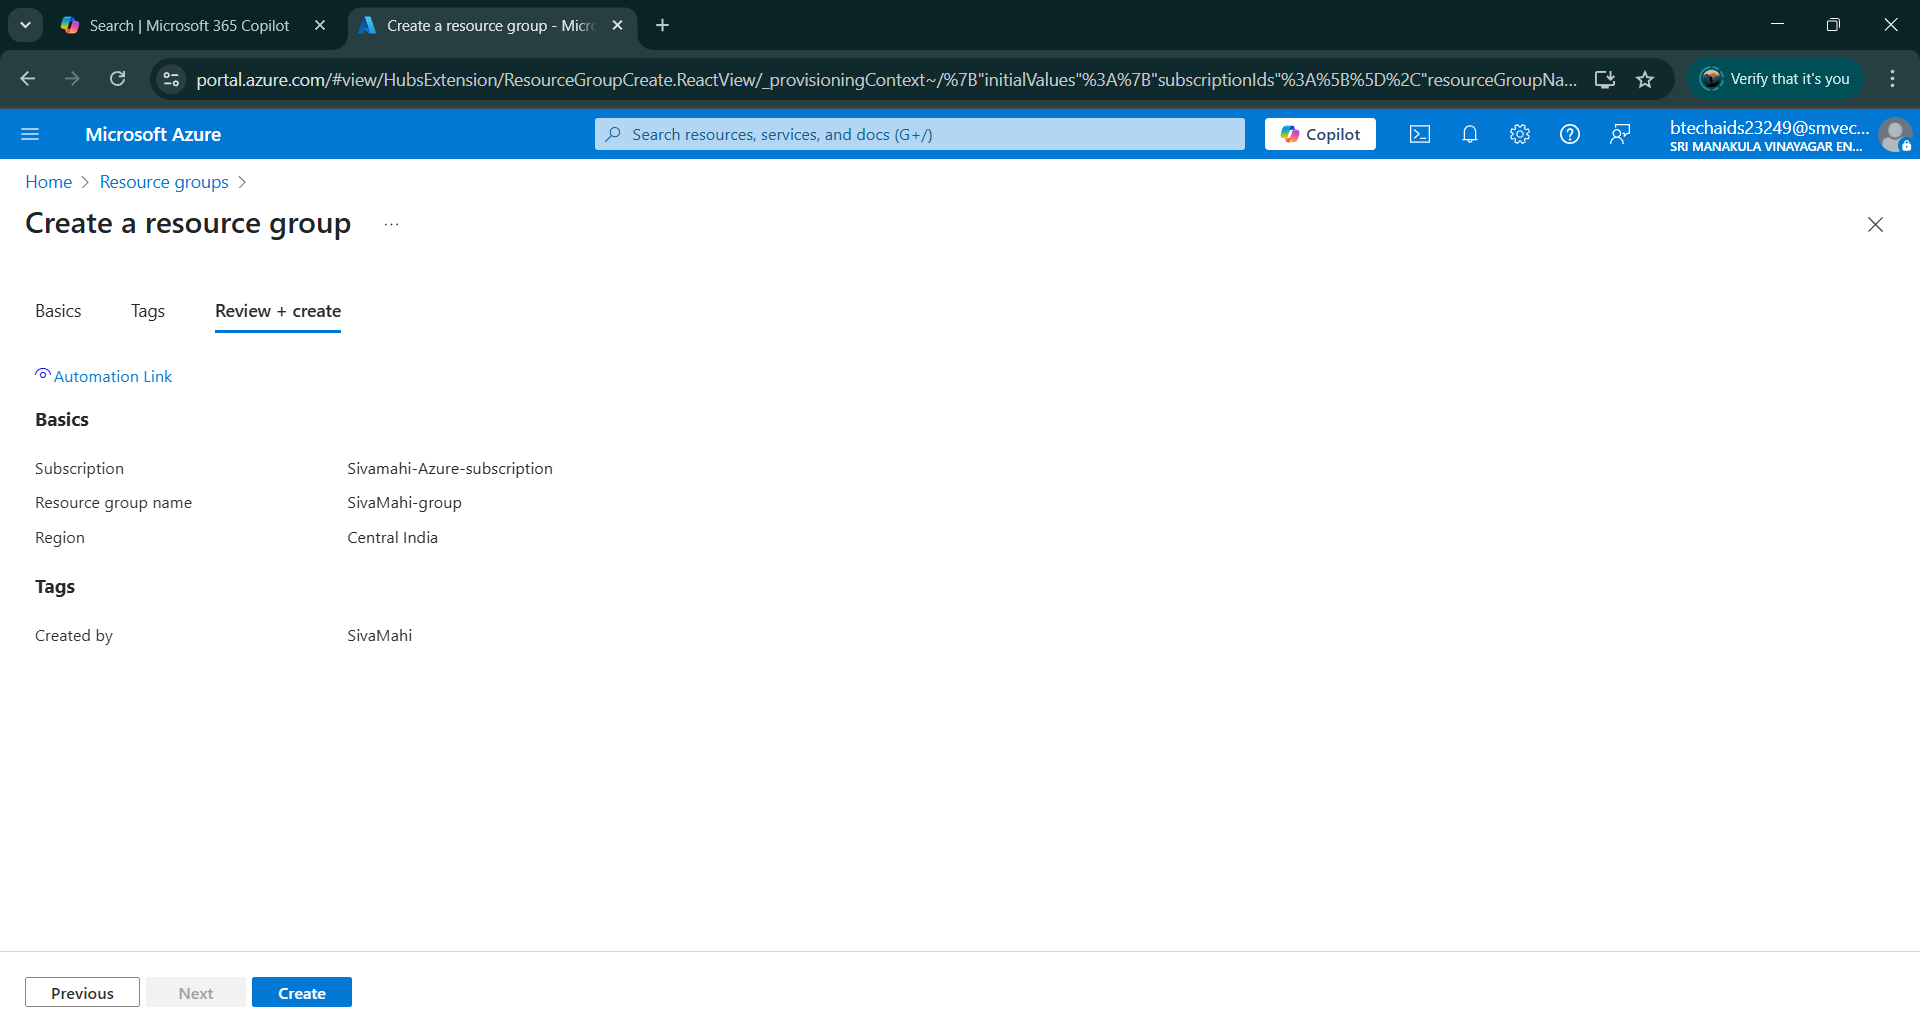 Search | Microsoft 365 Copilot
Create a resource group - Micr
portal.azure.com/#view/HubsExtension/ResourceGroupCreate.ReactView/_provisioningContext~/%7B"initialValues"%3A%7B"subscriptionIds"%3A%5B%5D%2C"resourceGroupNa...
Verify that it's you
Microsoft Azure
Search resources, services, and docs (G+/)
Copilot
btechaids23249@smvec...
SRI MANAKULA VINAYAGAR EN...
Home > Resource groups >
Create a resource group ...
Basics Tags Review + create
Automation Link
Basics
Subscription Sivamahi-Azure-subscription
Resource group name SivaMahi-group
Region Central India
Tags
Created by SivaMahi
Previous Next Create